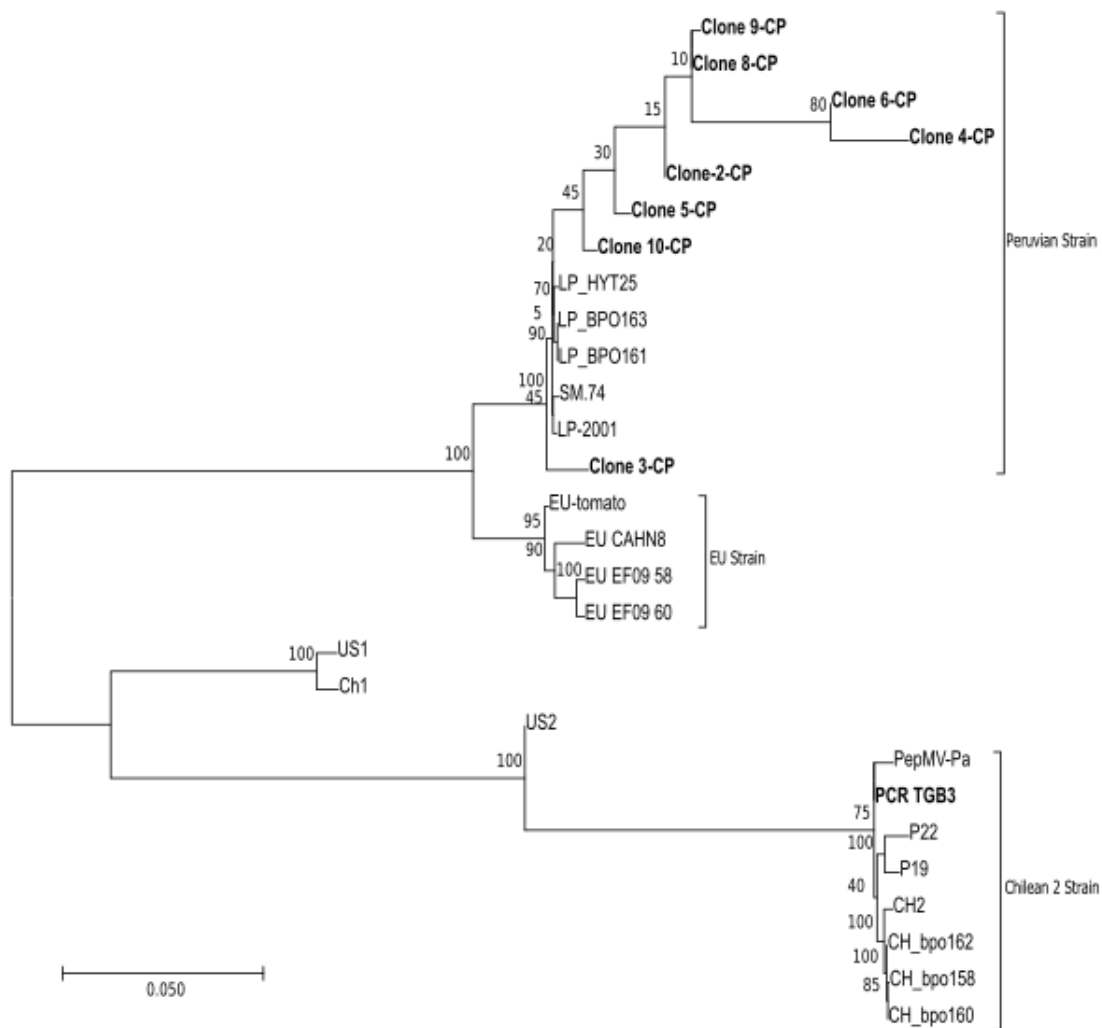 Clone 9-CP
10
Clone 8-CP
80
Clone 6-CP
15
Clone 4-CP
30
Clone-2-CP
45
Clone 5-CP
Peruvian Strain
20
Clone 10-CP
70
LP_HYT25
5
LP_BPO163
90
LP_BPO161
100
45
SM.74
LP-2001
100
Clone 3-CP
EU-tomato
95
90
EU CAHN8
EU Strain
100
EU EF09 58
EU EF09 60
100
US1
Ch1
US2
100
PepMV-Pa
PCR TGB3
75
100
P22
P19
40
Chilean 2 Strain
CH2
100
CH_bpo162
100
CH_bpo158
85
CH_bpo160
0.050